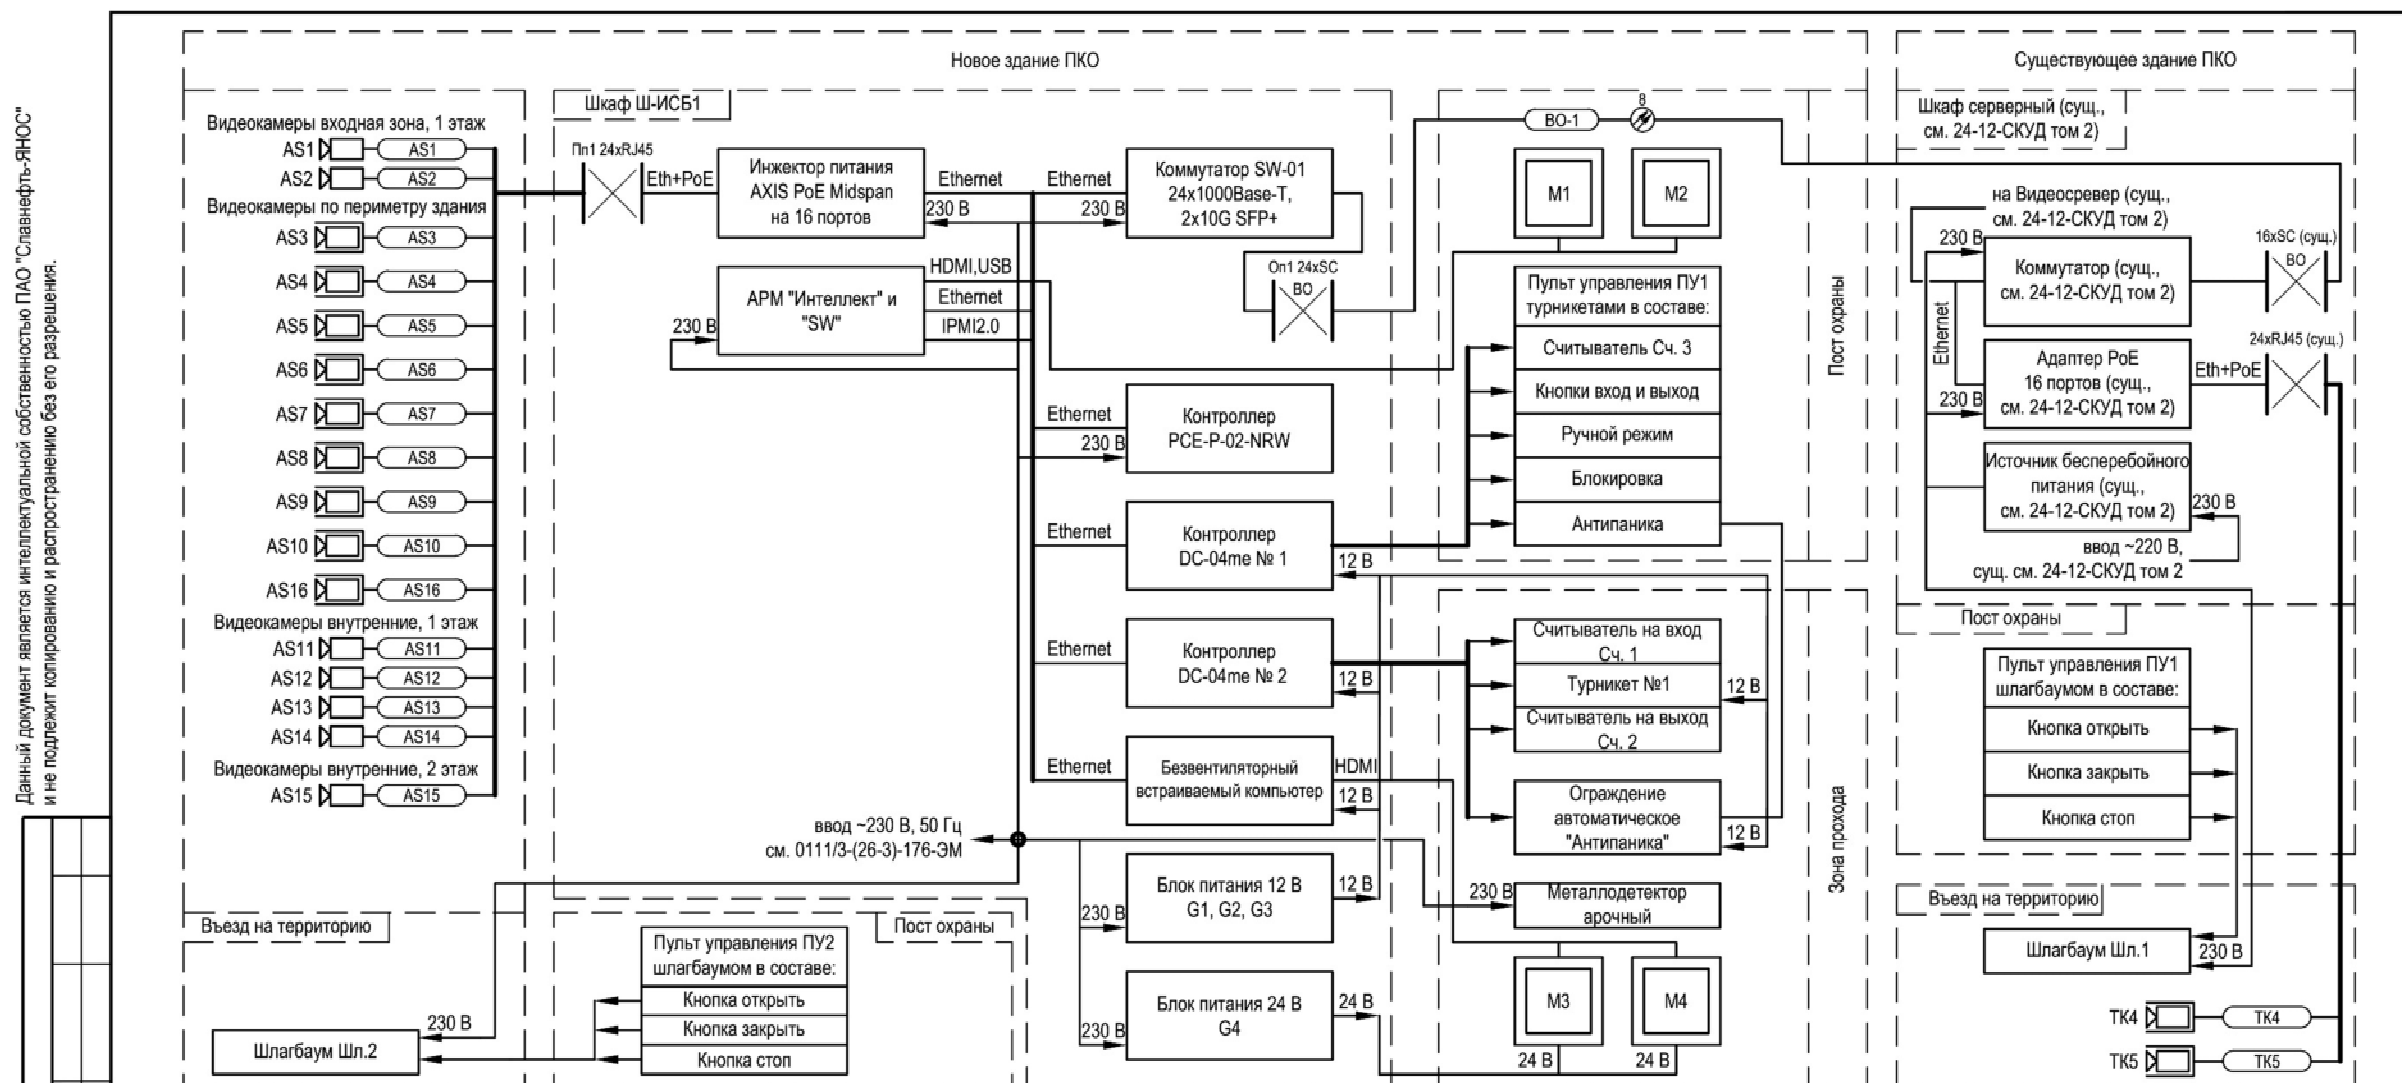 Данный документ является интеллектуальной собственностью ПАО "Славнефть-ЯНОС"
и не подлежит копированию и распространению без его разрешения.
Новое здание ПКО
Видеокамеры входная зона, 1 этаж
AS1 AS1
AS2 AS2
Видеокамеры по периметру здания
AS3 AS3
AS4 AS4
AS5 AS5
AS6 AS6
AS7 AS7
AS8 AS8
AS9 AS9
AS10 AS10
AS16 AS16
Видеокамеры внутренние, 1 этаж
AS11 AS11
AS12 AS12
AS13 AS13
AS14 AS14
Видеокамеры внутренние, 2 этаж
AS15 AS15
Шкаф Ш-ИСБ1
Пп1 24xRJ45
Eth+PoE
Инжектор питания
AXIS PoE Midspan
на 16 портов
Ethernet
230 В
Ethernet
230 В
Коммутатор SW-01
24x1000Base-T,
2x10G SFP+
АРМ "Интеллект" и
"SW"
230 В
HDMI,USB
Ethernet
IPMI2.0
Оп1 24xSC
ВО
Ethernet
230 В
Контроллер
PCE-P-02-NRW
Ethernet
Контроллер
DC-04me № 1
12 В
Ethernet
Контроллер
DC-04me № 2
12 В
Ethernet
Безвентиляторный
встраиваемый компьютер
HDMI
12 В
ввод ~230 В, 50 Гц
см. 0111/3-(26-3)-176-ЭМ
230 В
Блок питания 12 В
G1, G2, G3
12 В
230 В
Блок питания 24 В
G4
24 В
ВО-1
8
М1
М2
Пульт управления ПУ1
турникетами в составе:
Считыватель Сч. 3
Кнопки вход и выход
Ручной режим
Блокировка
Антипаника
Пост охраны
Считыватель на вход
Сч. 1
Турникет №1
12 В
Считыватель на выход
Сч. 2
Ограждение
автоматическое
"Антипаника"
12 В
230 В
Металлодетектор
арочный
М3
М4
24 В
24 В
Зона прохода
Въезд на территорию
230 В
Шлагбаум Шл.2
Пост охраны
Пульт управления ПУ2
шлагбаумом в составе:
Кнопка открыть
Кнопка закрыть
Кнопка стоп
Существующее здание ПКО
Шкаф серверный (сущ.,
см. 24-12-СКУД том 2)
на Видеосревер (сущ.,
см. 24-12-СКУД том 2)
230 В
Коммутатор (сущ.,
см. 24-12-СКУД том 2)
16xSC (сущ.)
ВО
Ethernet
Адаптер PoE
16 портов (сущ.,
см. 24-12-СКУД том 2)
230 В
Eth+PoE
24xRJ45 (сущ.)
Источник бесперебойного
питания (сущ.,
см. 24-12-СКУД том 2)
230 В
ввод ~220 В,
сущ. см. 24-12-СКУД том 2
Пост охраны
Пульт управления ПУ1
шлагбаумом в составе:
Кнопка открыть
Кнопка закрыть
Кнопка стоп
Въезд на территорию
Шлагбаум Шл.1
230 В
ТК4 ТК4
ТК5 ТК5